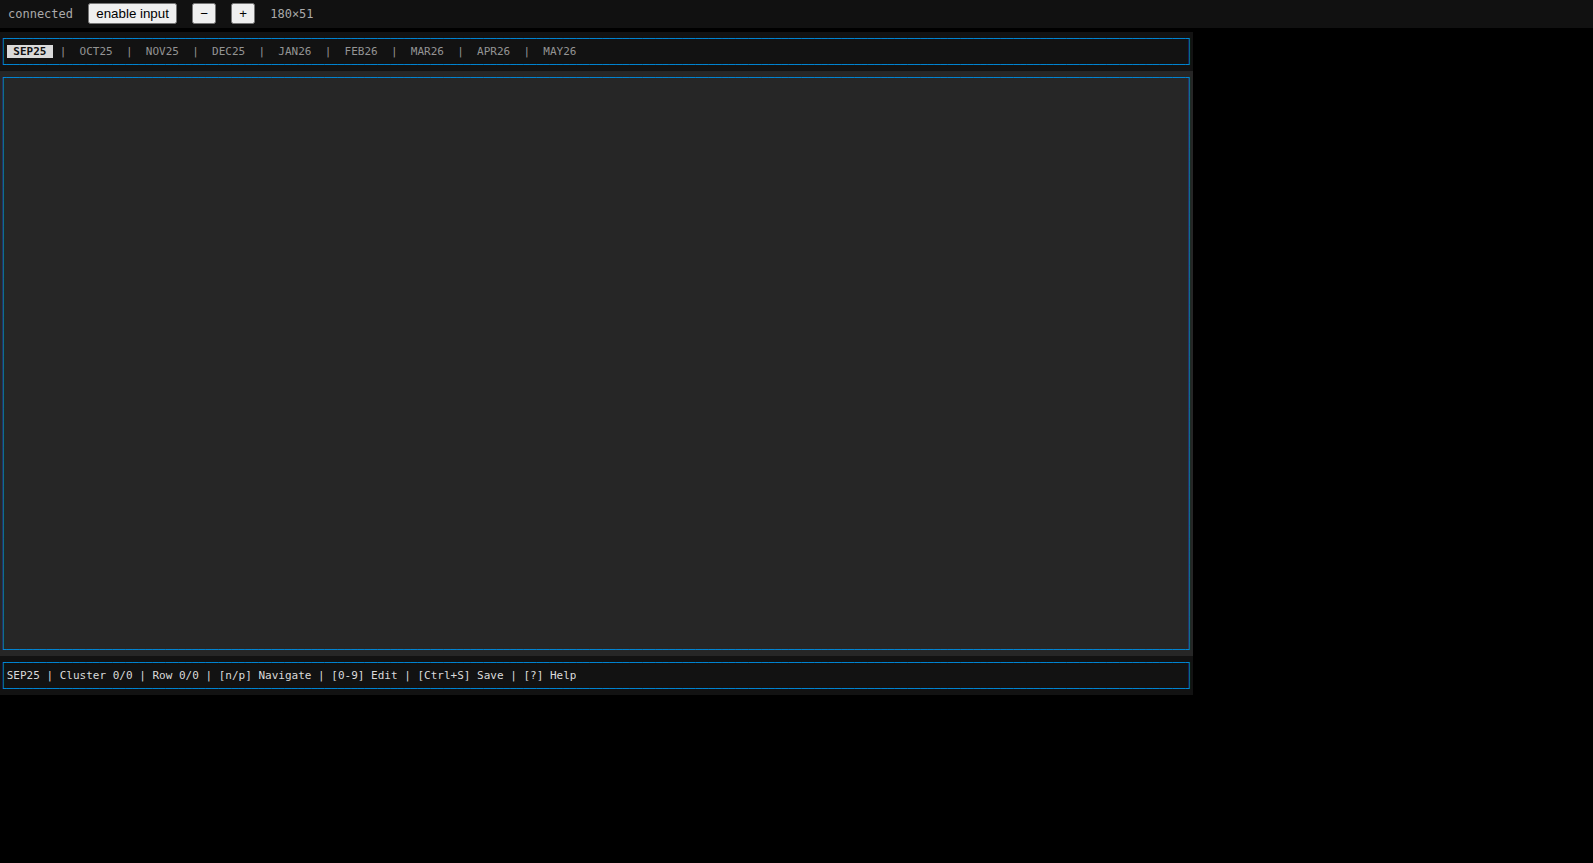 connected enable input − + 180×51
SEP25 | OCT25 | NOV25 | DEC25 | JAN26 | FEB26 | MAR26 | APR26 | MAY26
SEP25 | Cluster 0/0 | Row 0/0 | [n/p] Navigate | [0-9] Edit | [Ctrl+S] Save | [?] Help